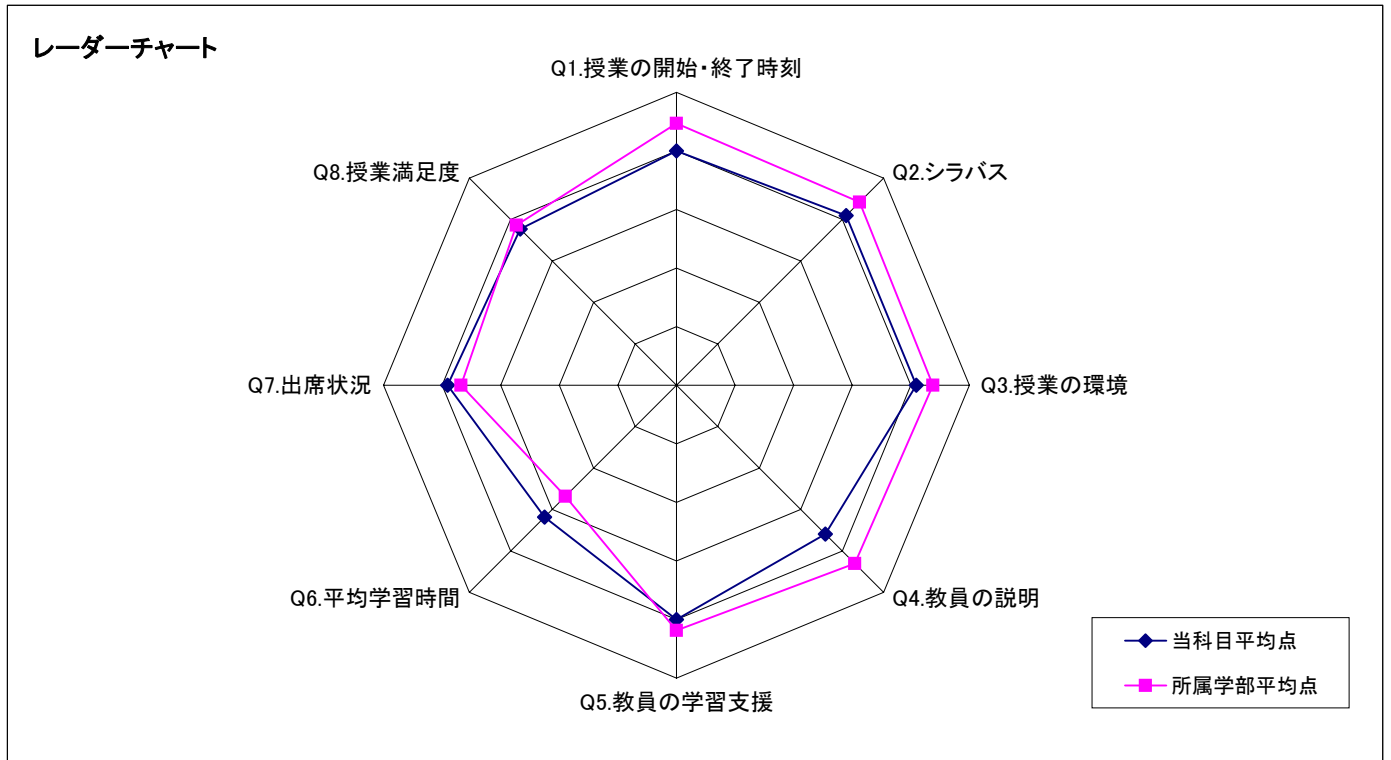 レーダーチャート
Q1.授業の開始・終了時刻
Q2.シラバス
Q3.授業の環境
Q4.教員の説明
Q5.教員の学習支援
Q6.平均学習時間
Q7.出席状況
Q8.授業満足度
当科目平均点
所属学部平均点